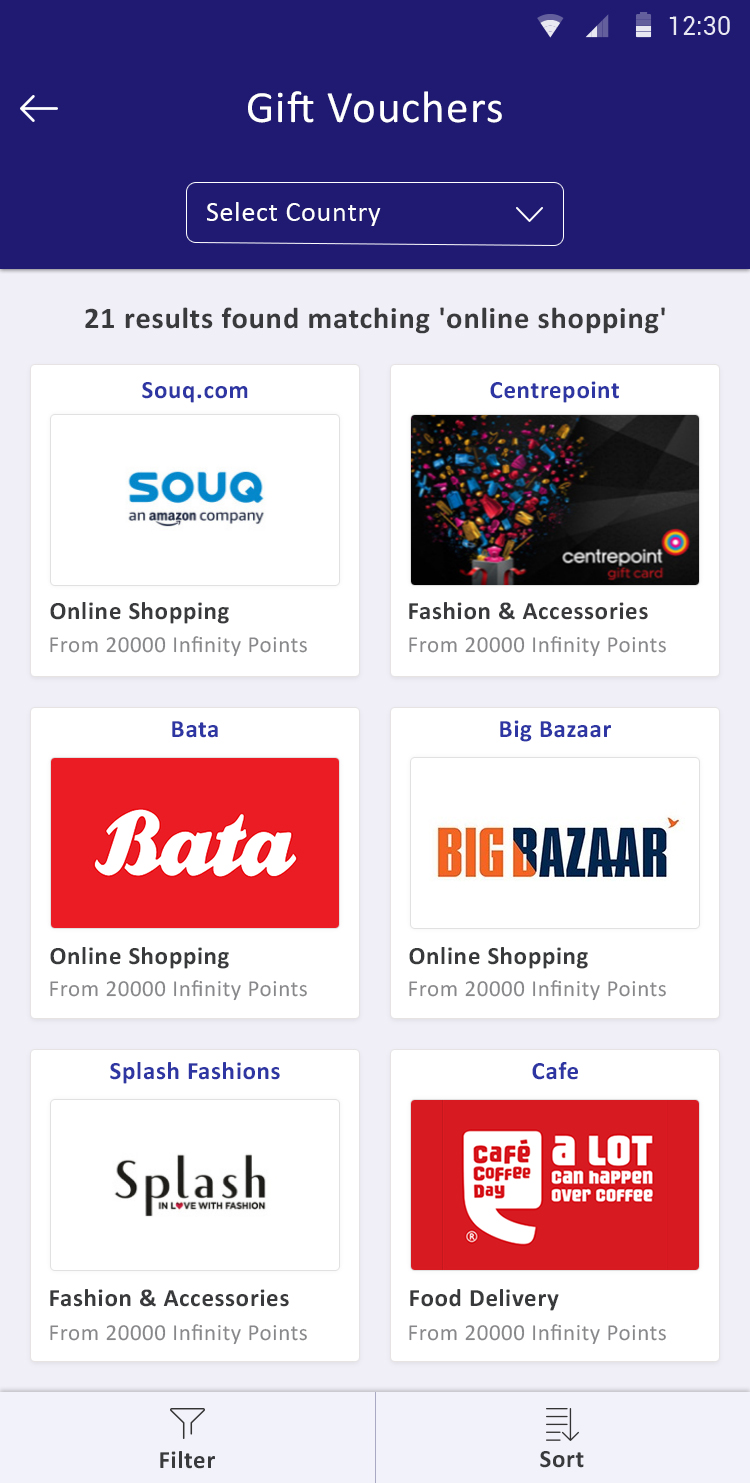 12:30
Gift Vouchers
Select Country
21 results found matching 'online shopping'
Souq.com
SOUQ
an amazon company
Online Shopping
From 20000 Infinity Points
Centrepoint
centrepoint
gift card
Fashion & Accessories
From 20000 Infinity Points
Bata
Bata
Online Shopping
From 20000 Infinity Points
Big Bazaar
BIG BAZAAR
Online Shopping
From 20000 Infinity Points
Splash Fashions
Splash
IN LOVE WITH FASHION
Fashion & Accessories
From 20000 Infinity Points
Cafe
Café
Coffee
Day
®
a LOT
can happen
over coffee
Food Delivery
From 20000 Infinity Points
Filter
Sort